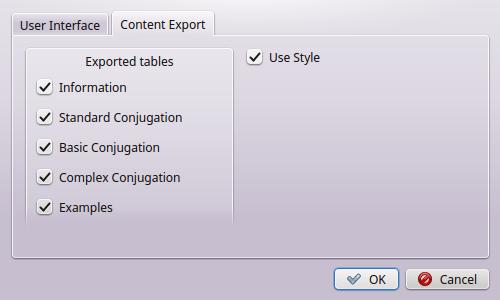 User Interface
Content Export
Exported tables
Information
Standard Conjugation
Basic Conjugation
Complex Conjugation
Examples
Use Style
OK
Cancel